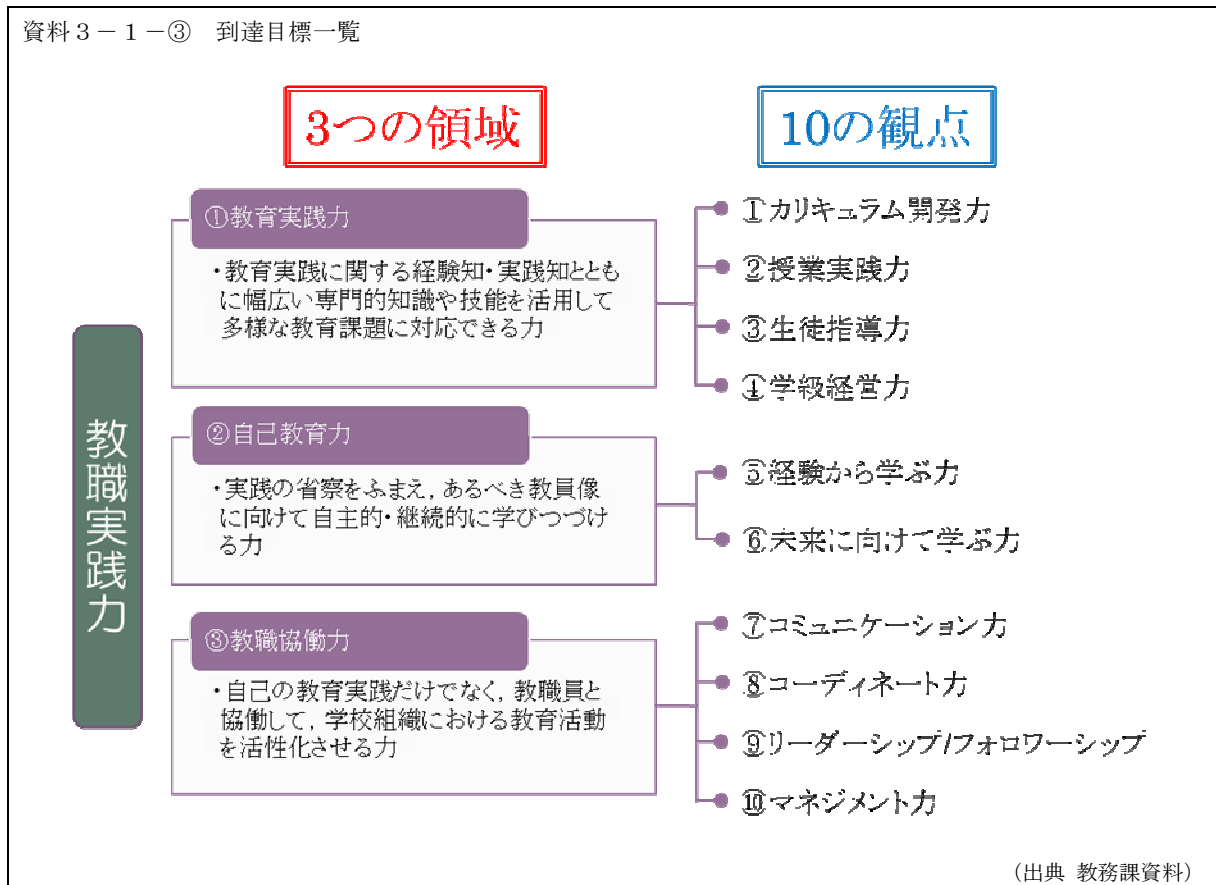 資料3－1－③　到達目標一覧
3つの領域
10の観点
教職実践力
①教育実践力
・教育実践に関する経験知・実践知ととも
に幅広い専門的知識や技能を活用して
多様な教育課題に対応できる力
①カリキュラム開発力
②授業実践力
③生徒指導力
④学級経営力
②自己教育力
・実践の省察をふまえ，あるべき教員像
に向けて自主的・継続的に学びつづけ
る力
⑤経験から学ぶ力
⑥未来に向けて学ぶ力
③教職協働力
・自己の教育実践だけでなく，教職員と
協働して，学校組織における教育活動
を活性化させる力
⑦コミュニケーション力
⑧コーディネート力
⑨リーダーシップ/フォロワーシップ
⑩マネジメント力
（出典 教務課資料）